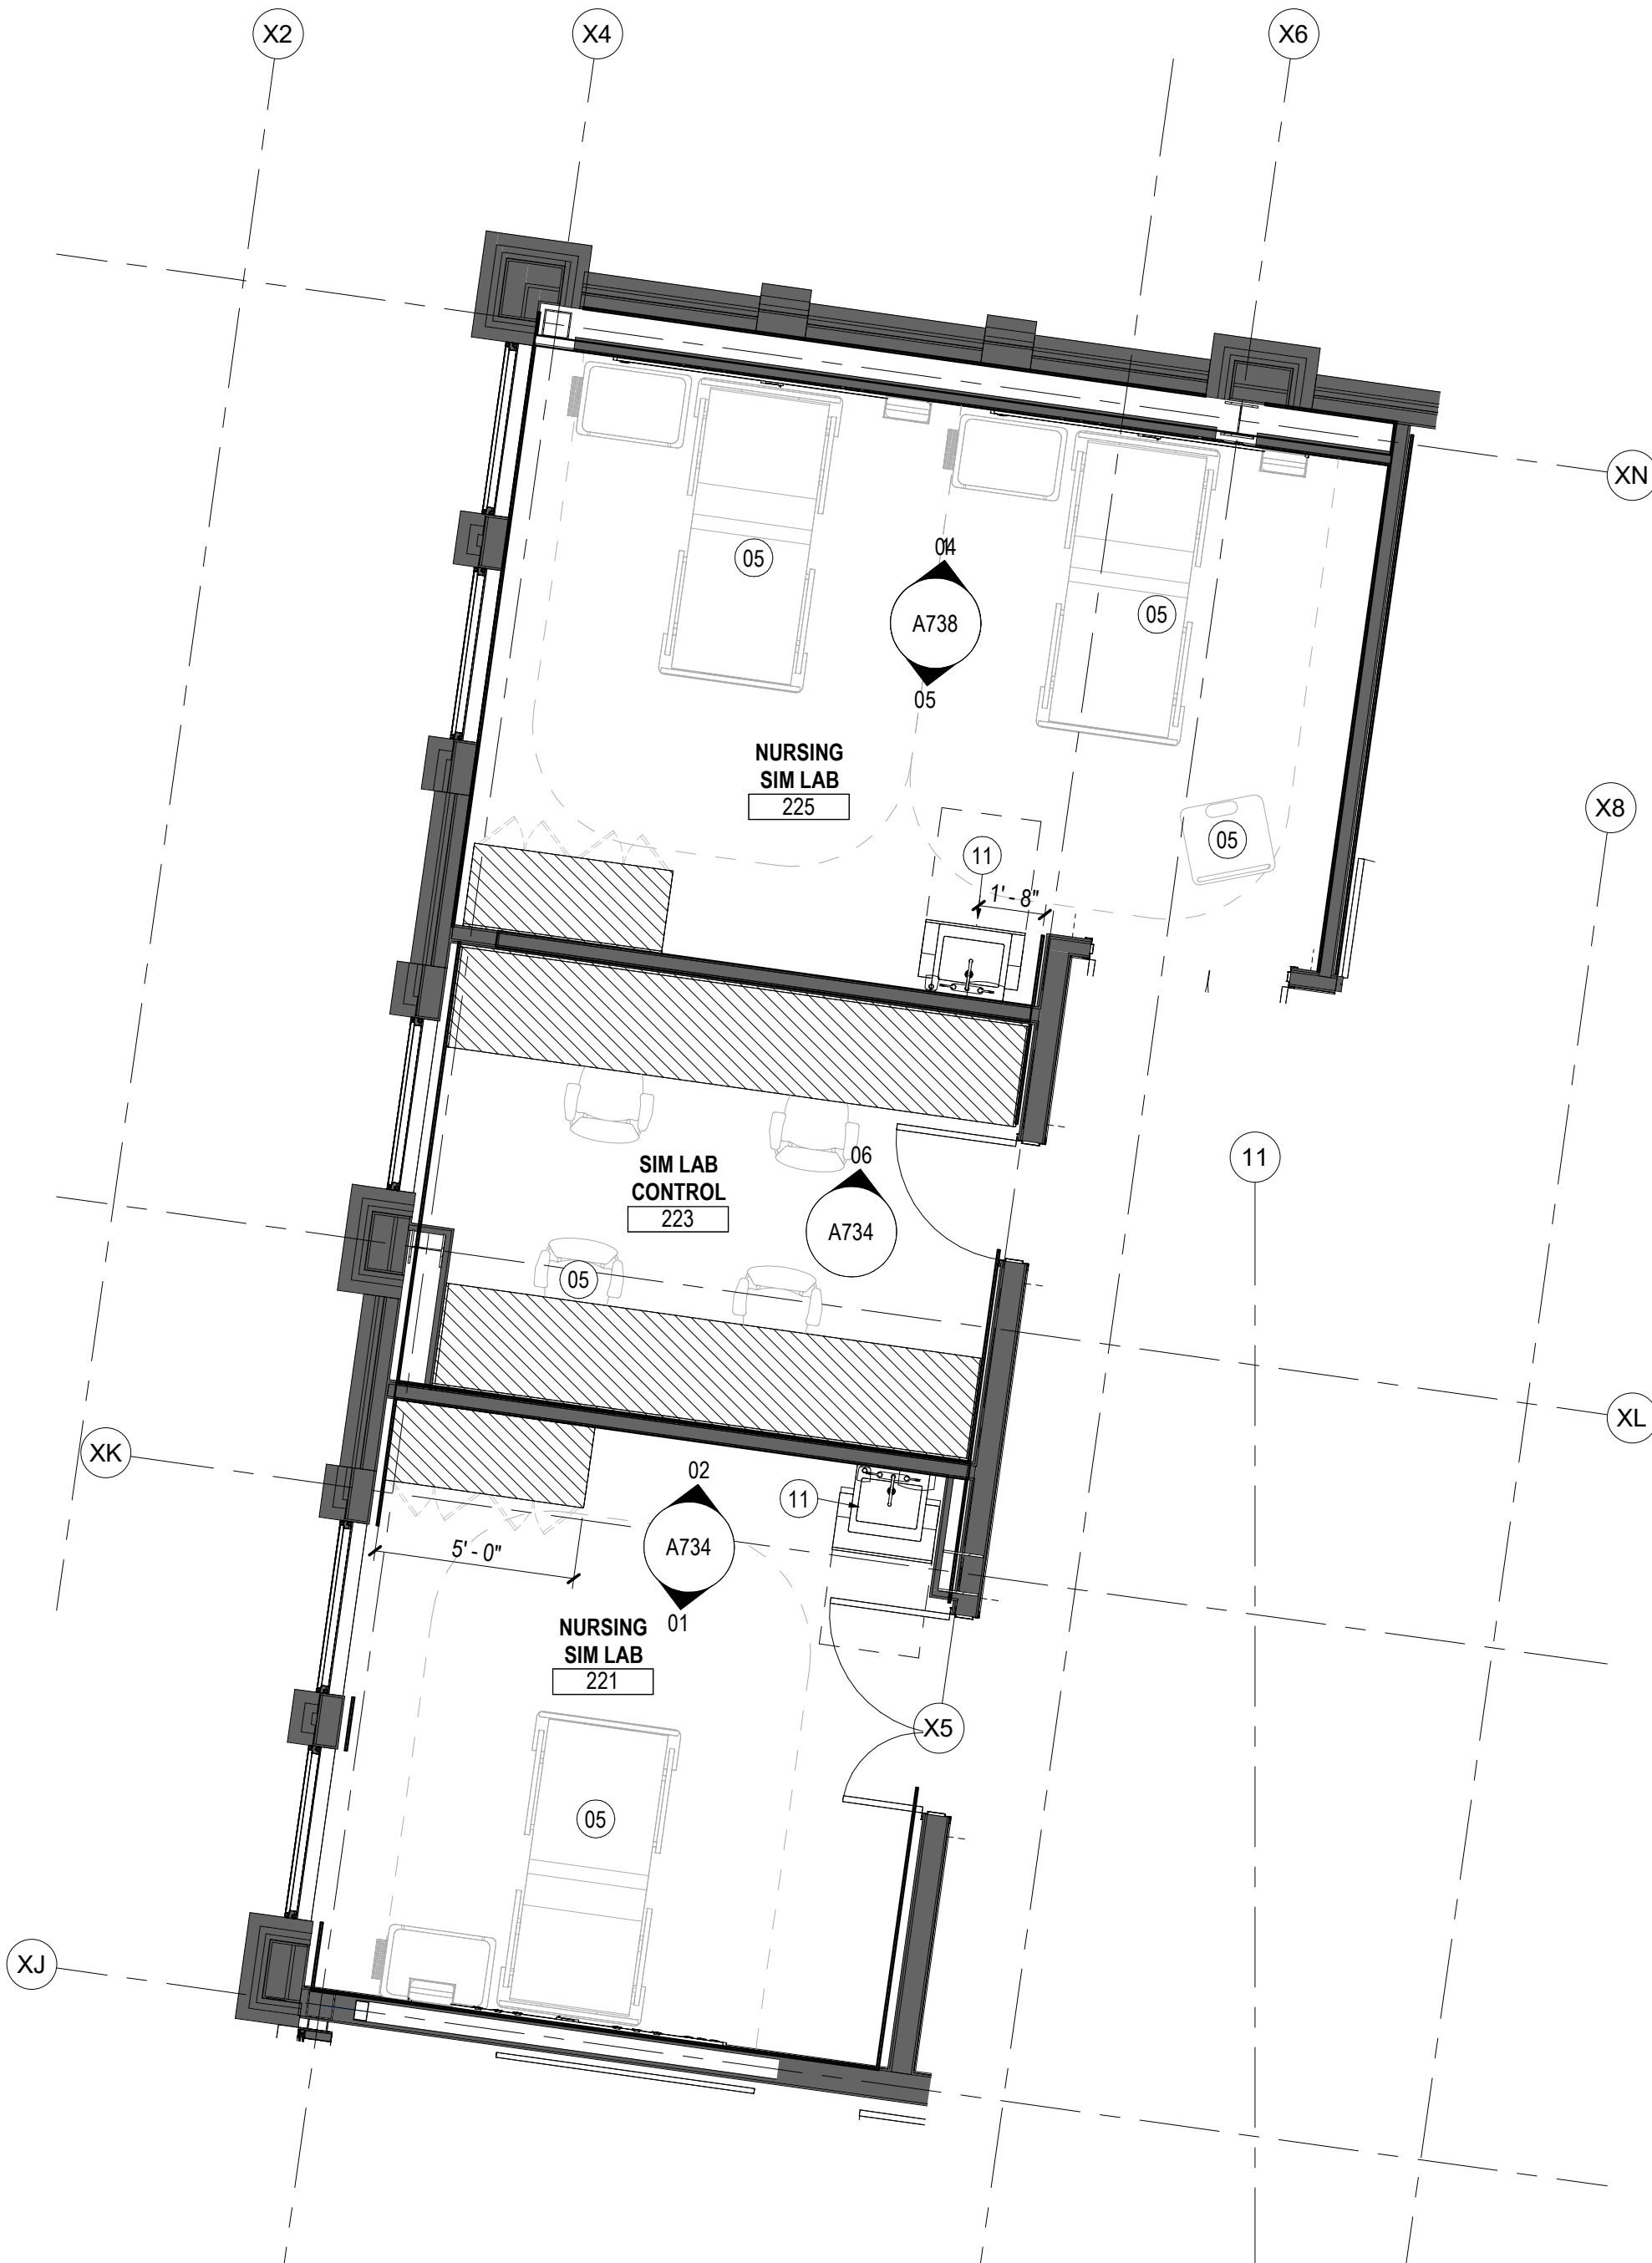 X2
X4
X6
XN
05
04
A738
05
05
NURSING
SIM LAB
225
X8
05
11
1' - 8"
11
06
SIM LAB
CONTROL
223
A734
05
XL
XK
02
11
A734
5' - 0"
01
NURSING
SIM LAB
221
X5
05
XJ